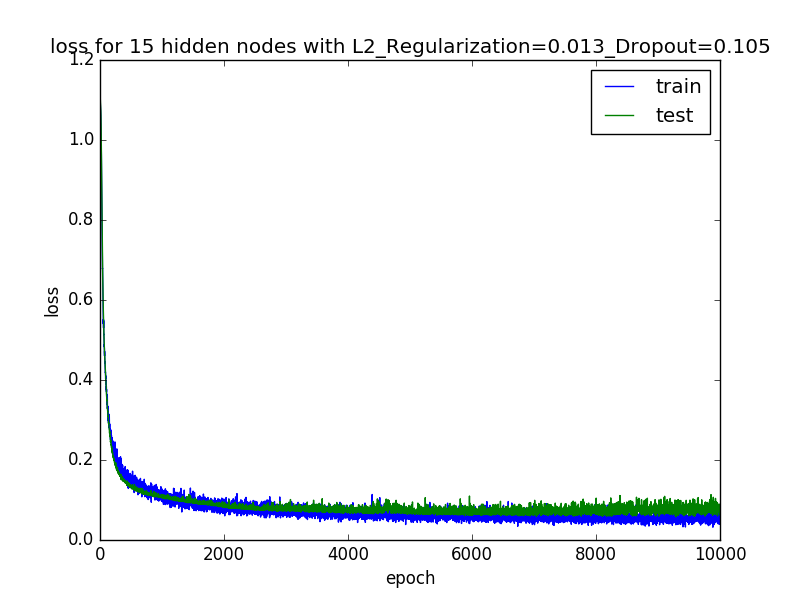 loss for 15 hidden nodes with L2_Regularization=0.013_Dropout=0.105
1.2
train
test
1.0
0.8
0.6
loss
0.4
0.2
0.0
0 2000 4000 6000 8000 10000
epoch